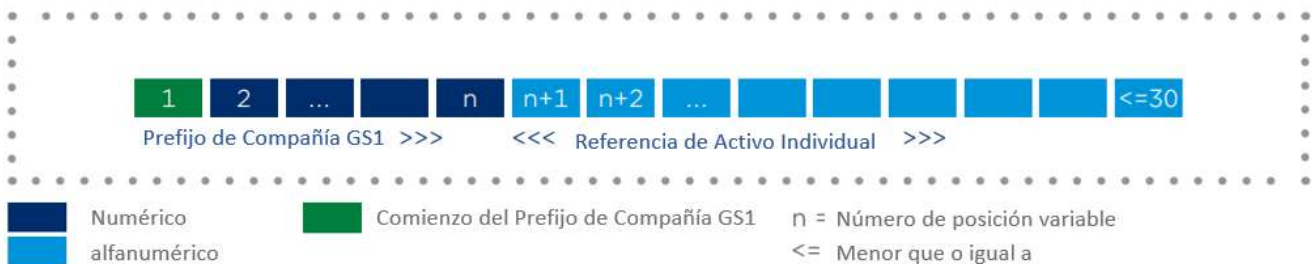 1 2 ... n n+1 n+2 ... <=30
Prefijo de Compañía GS1 >>> <<< Referencia de Activo Individual >>>
Numérico Comienzo del Prefijo de Compañía GS1 n = Número de posición variable
alfanumérico <= Menor que o igual a